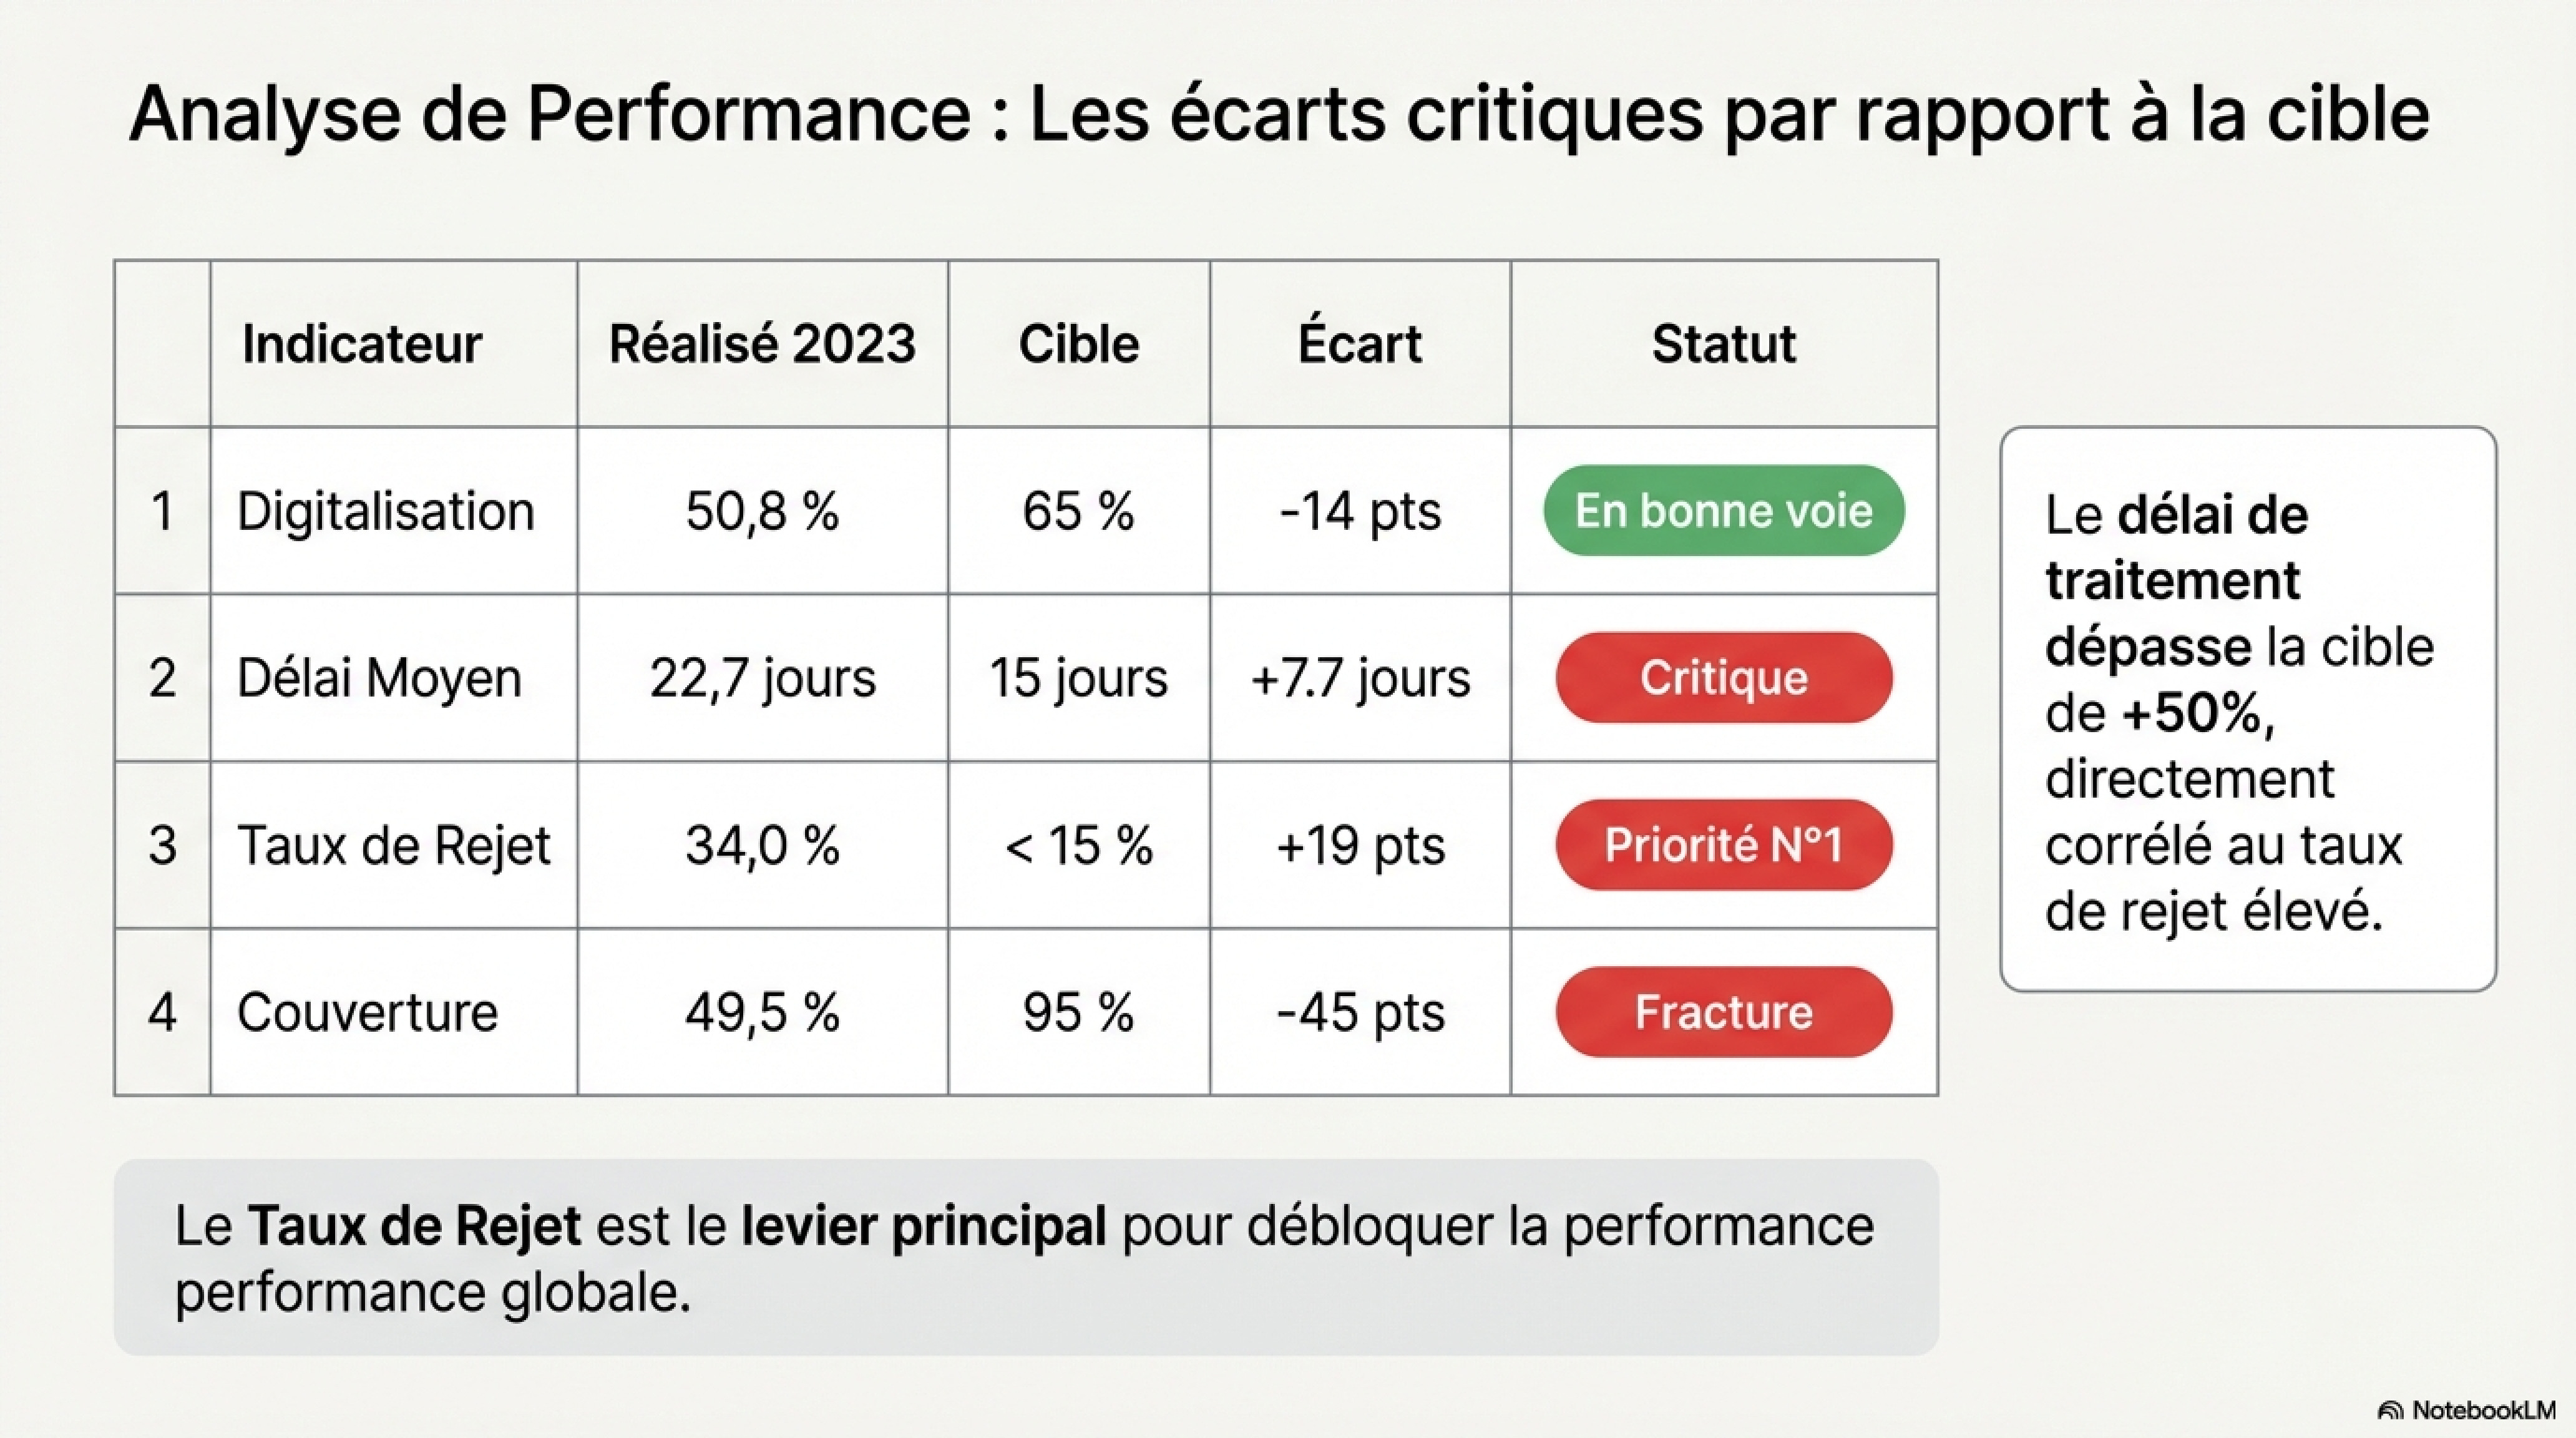 Analyse de Performance : Les écarts critiques par rapport à la cible
Indicateur Réalisé 2023 Cible Écart Statut
1 Digitalisation 50,8 % 65 % -14 pts En bonne voie
2 Délai Moyen 22,7 jours 15 jours +7.7 jours Critique
3 Taux de Rejet 34,0 % < 15 % +19 pts Priorité N°1
4 Couverture 49,5 % 95 % -45 pts Fracture
Le délai de
traitement
dépasse la cible
de +50%,
directement
corrélé au taux
de rejet élevé.
Le Taux de Rejet est le levier principal pour débloquer la performance
performance globale.
NotebookLM